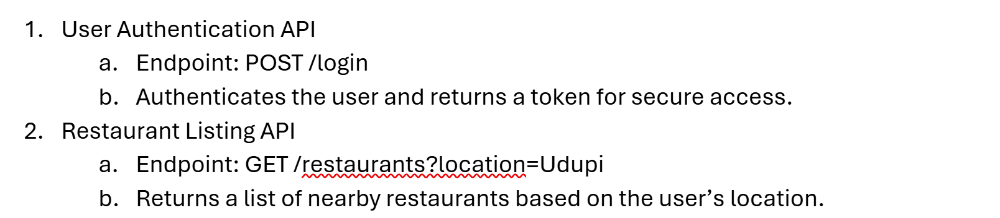 1. User Authentication API
a. Endpoint: POST /login
b. Authenticates the user and returns a token for secure access.
2. Restaurant Listing API
a. Endpoint: GET /restaurants?location=Udupi
b. Returns a list of nearby restaurants based on the user’s location.